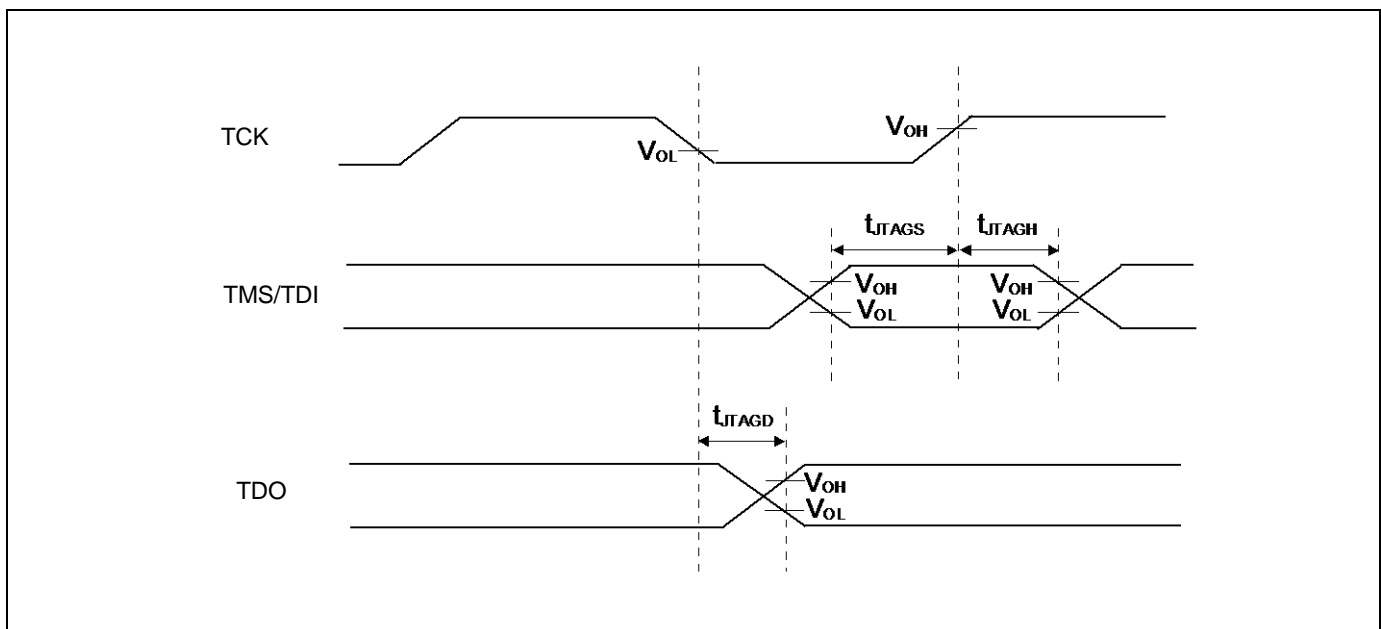 TCK
VOH
VOL
tJTAGS
tJTAGH
TMS/TDI
VOH
VOH
VOL
VOL
tJTAGD
TDO
VOH
VOL